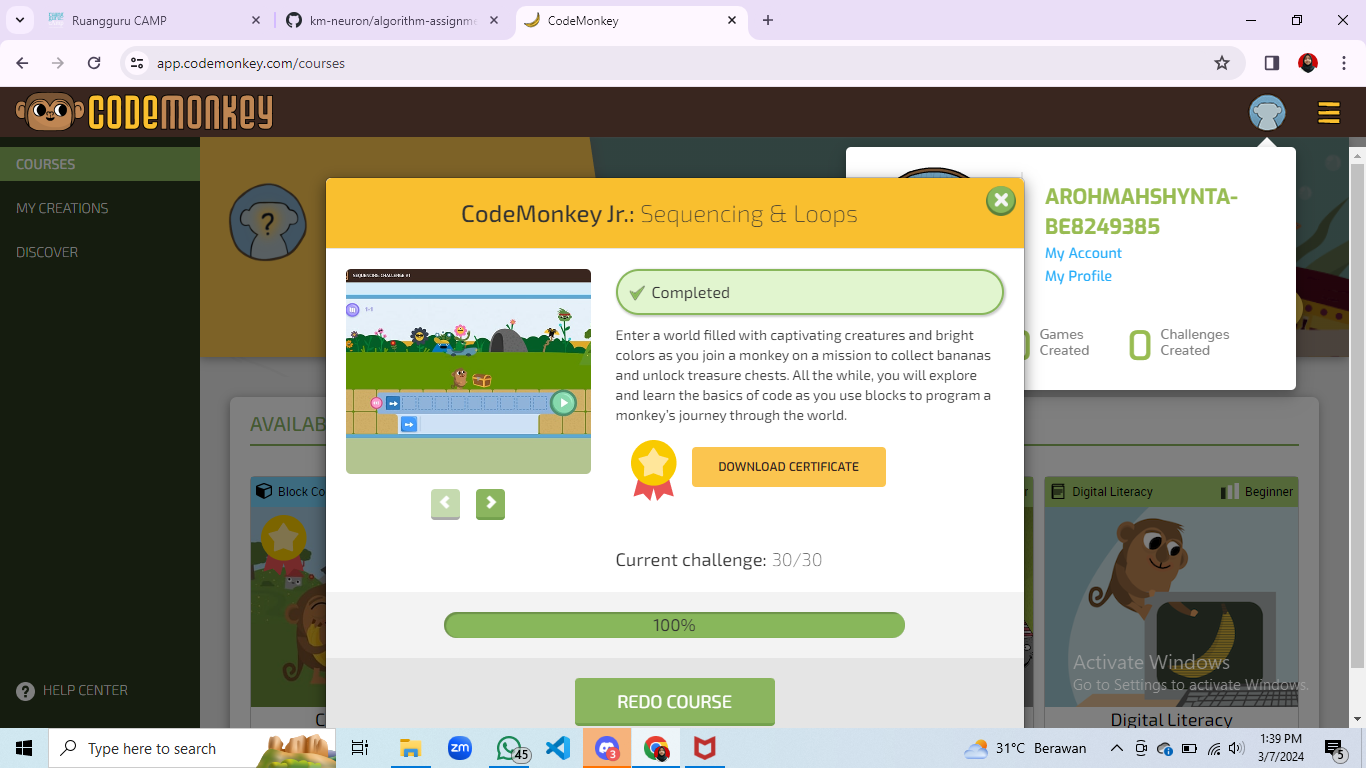 Ruangguru CAMP
km-neuron/algorithm-assignme
CodeMonkey
app.codemonkey.com/courses
CODEMONKEY
COURSES
MY CREATIONS
DISCOVER
HELP CENTER
?
AROHMAHSHYNTA-
BE8249385
My Account
My Profile
0 Games
Created
0 Challenges
Created
CodeMonkey Jr.: Sequencing & Loops
SEQUENCING CHALLENGE #1
Completed
Enter a world filled with captivating creatures and bright
colors as you join a monkey on a mission to collect bananas
and unlock treasure chests. All the while, you will explore
and learn the basics of code as you use blocks to program a
monkey's journey through the world.
DOWNLOAD CERTIFICATE
Current challenge: 30/30
100%
REDO COURSE
AVAILAB
Block Co
Digital Literacy
Beginner
Digital Literacy
Activate Windows
Go to Settings to activate Windows.
Type here to search
zm
45
3
31°C Berawan
1:39 PM
3/7/2024
5